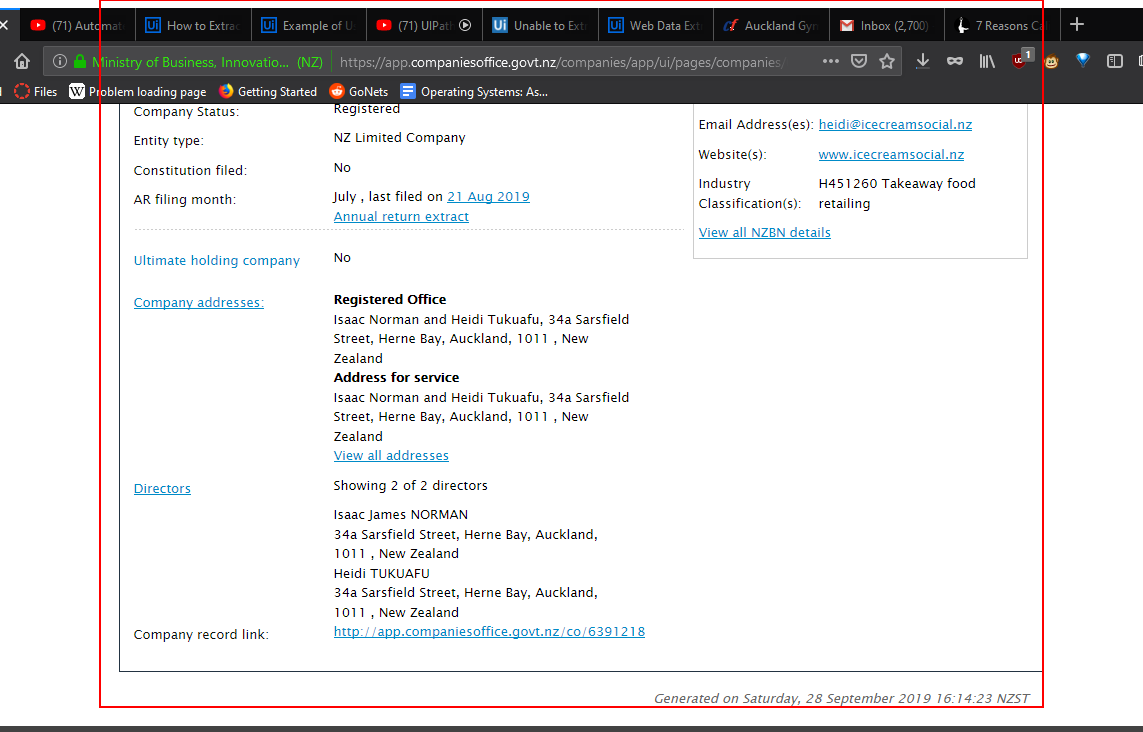 (71) Automat
How to Extrac
Example of U
(71) UIPath
Unable to Extr
Web Data Extr
Auckland Gym
Inbox (2,700)
7 Reasons Ca
Ministry of Business, Innovatio... (NZ)
https://app.companiesoffice.govt.nz/companies/app/ui/pages/companies/
1
Files
Problem loading page
Getting Started
GoNets
Operating Systems: As...
Company Status: Registered
Entity type: NZ Limited Company
Constitution filed: No
AR filing month: July , last filed on 21 Aug 2019
Annual return extract
Ultimate holding company No
Company addresses: Registered Office
Isaac Norman and Heidi Tukuafu, 34a Sarsfield
Street, Herne Bay, Auckland, 1011 , New
Zealand
Address for service
Isaac Norman and Heidi Tukuafu, 34a Sarsfield
Street, Herne Bay, Auckland, 1011 , New
Zealand
View all addresses
Directors Showing 2 of 2 directors
Isaac James NORMAN
34a Sarsfield Street, Herne Bay, Auckland,
1011 , New Zealand
Heidi TUKUAFU
34a Sarsfield Street, Herne Bay, Auckland,
1011 , New Zealand
Company record link: http://app.companiesoffice.govt.nz/co/6391218
Email Address(es): heidi@icecreamsocial.nz
Website(s): www.icecreamsocial.nz
Industry H451260 Takeaway food
Classification(s): retailing
View all NZBN details
Generated on Saturday, 28 September 2019 16:14:23 NZST